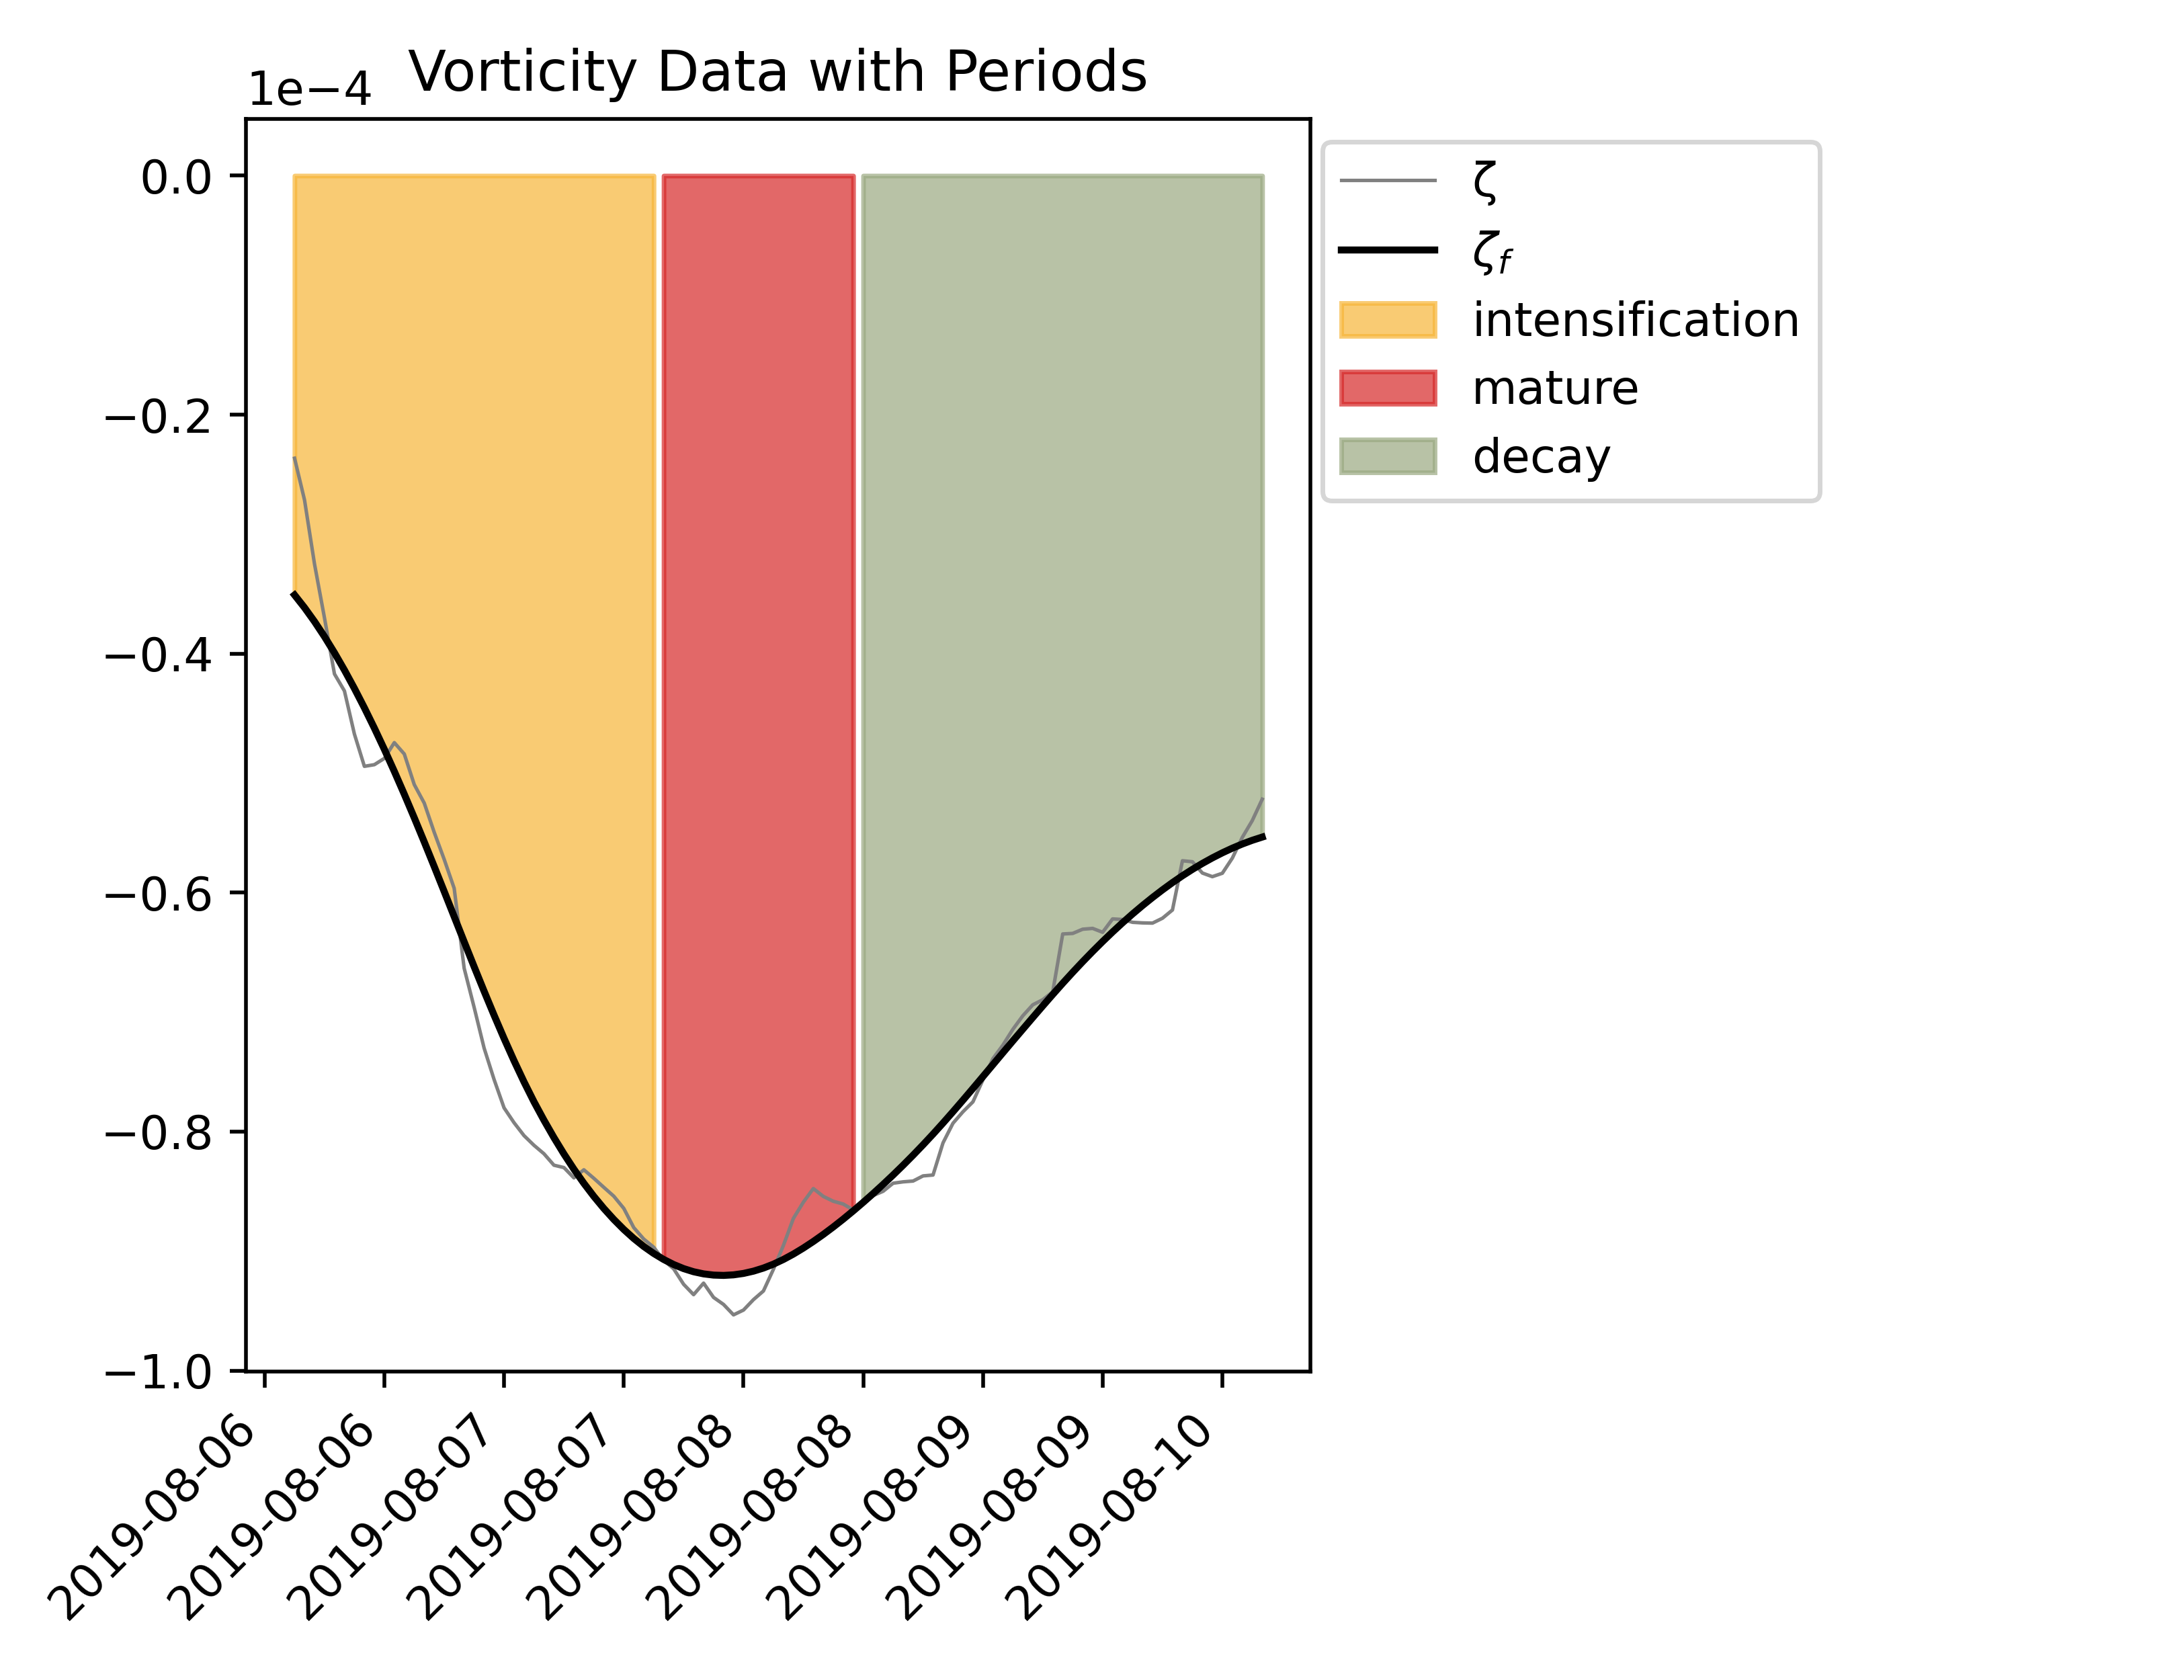 Vorticity Data with Periods
1e−4
0.0
−0.2
−0.4
−0.6
−0.8
−1.0
2019-08-06
2019-08-06
2019-08-07
2019-08-07
2019-08-08
2019-08-08
2019-08-09
2019-08-09
2019-08-10
ζ
ζf
intensification
mature
decay